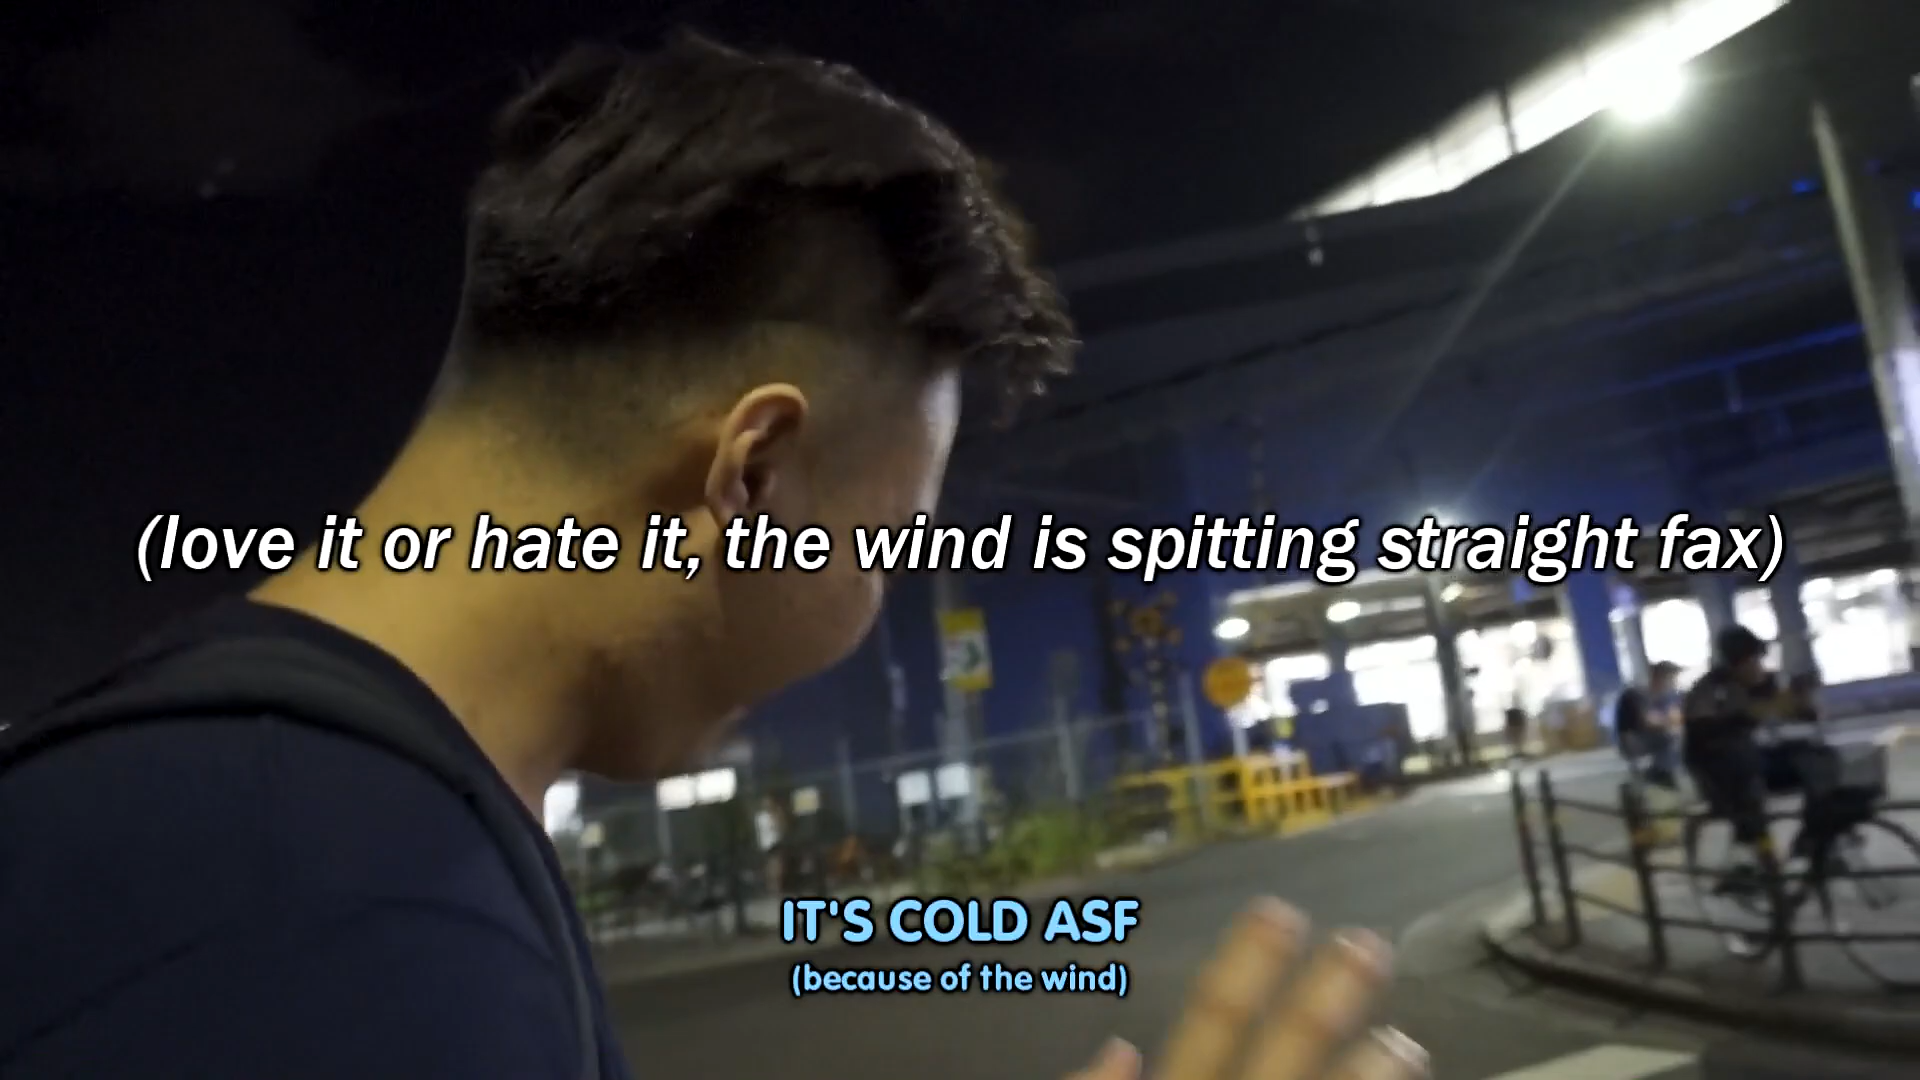 (love it or hate it, the wind is spitting straight fax)
IT'S COLD ASF
(because of the wind)